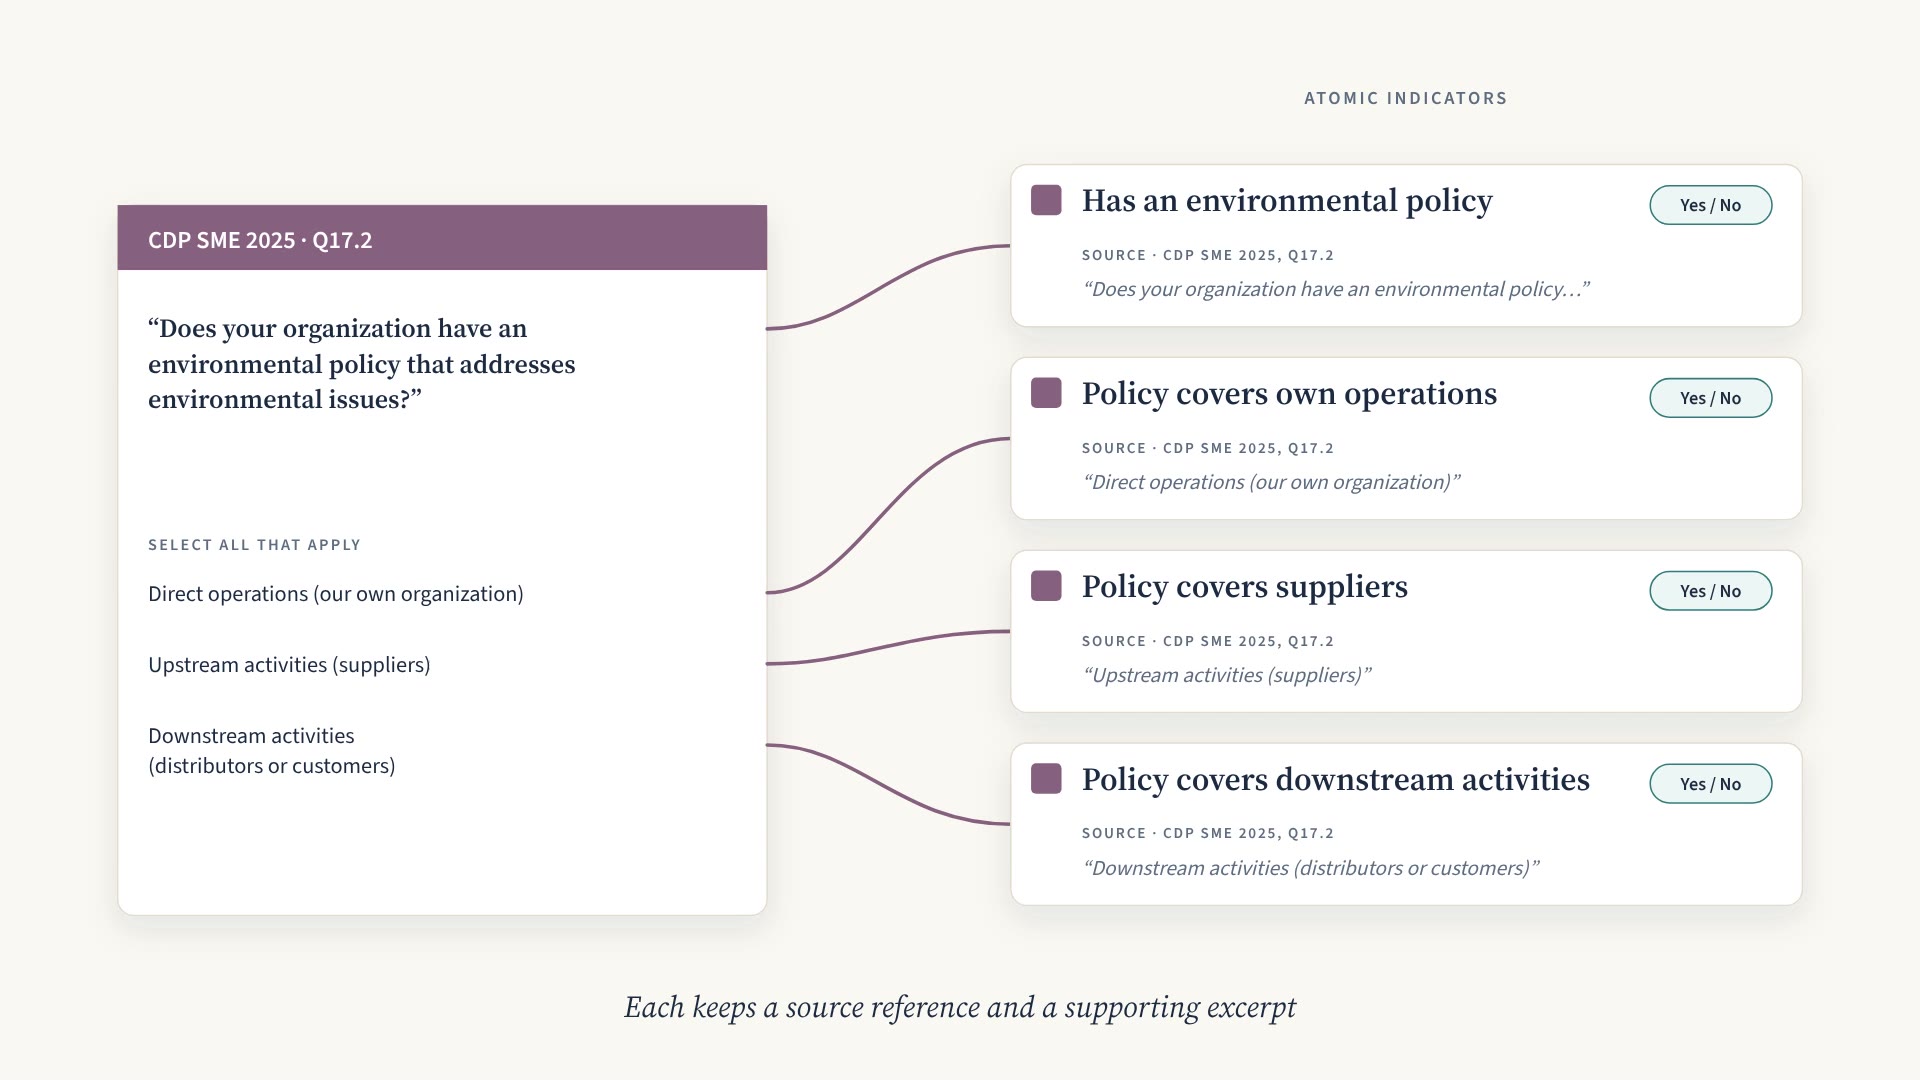 ATOMIC INDICATORS
CDP SME 2025 · Q17.2
“Does your organization have an
environmental policy that addresses
environmental issues?”
SELECT ALL THAT APPLY
Direct operations (our own organization)
Upstream activities (suppliers)
Downstream activities
(distributors or customers)
Has an environmental policy
Yes / No
SOURCE · CDP SME 2025, Q17.2
“Does your organization have an environmental policy…”
Policy covers own operations
Yes / No
SOURCE · CDP SME 2025, Q17.2
“Direct operations (our own organization)”
Policy covers suppliers
Yes / No
SOURCE · CDP SME 2025, Q17.2
“Upstream activities (suppliers)”
Policy covers downstream activities
Yes / No
SOURCE · CDP SME 2025, Q17.2
“Downstream activities (distributors or customers)”
Each keeps a source reference and a supporting excerpt